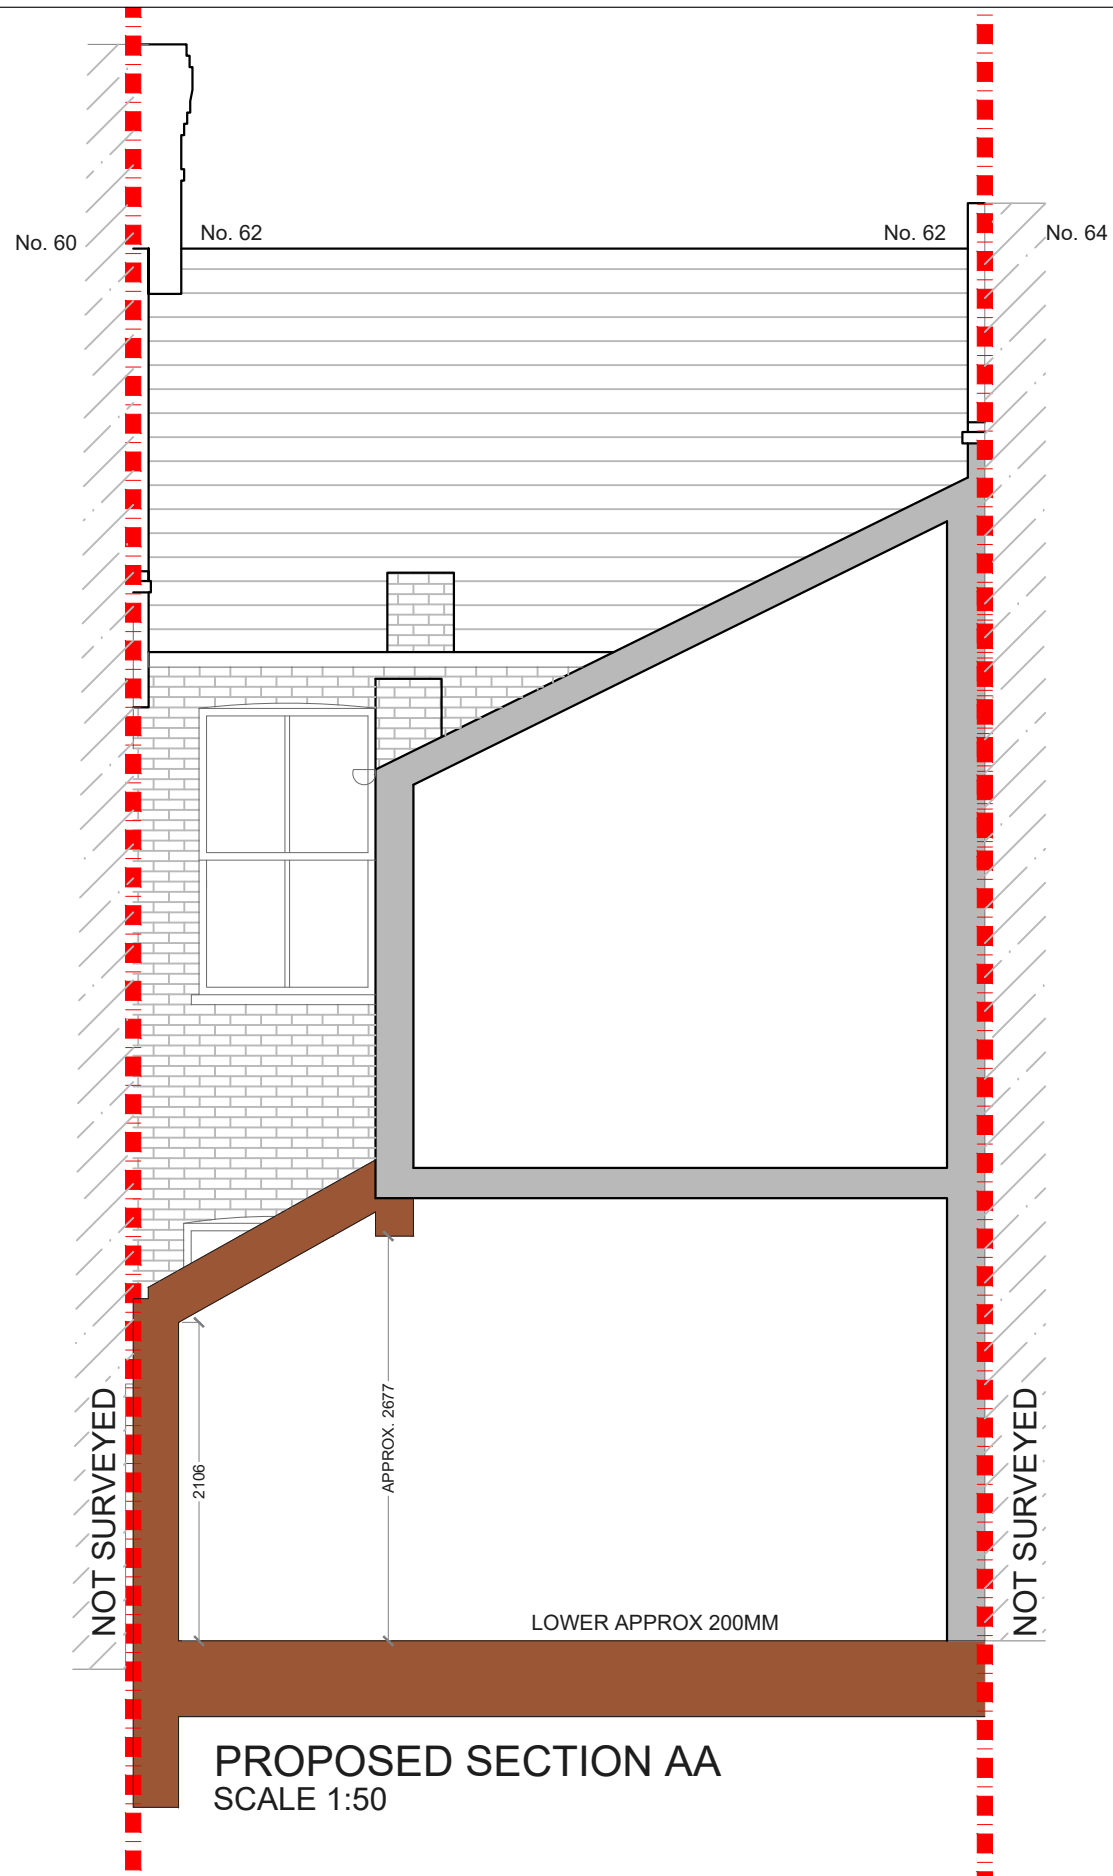 No. 60
No. 62
No. 62
No. 64
NOT SURVEYED
2106
APPROX. 2677
NOT SURVEYED
LOWER APPROX 200MM
PROPOSED SECTION AA
SCALE 1:50